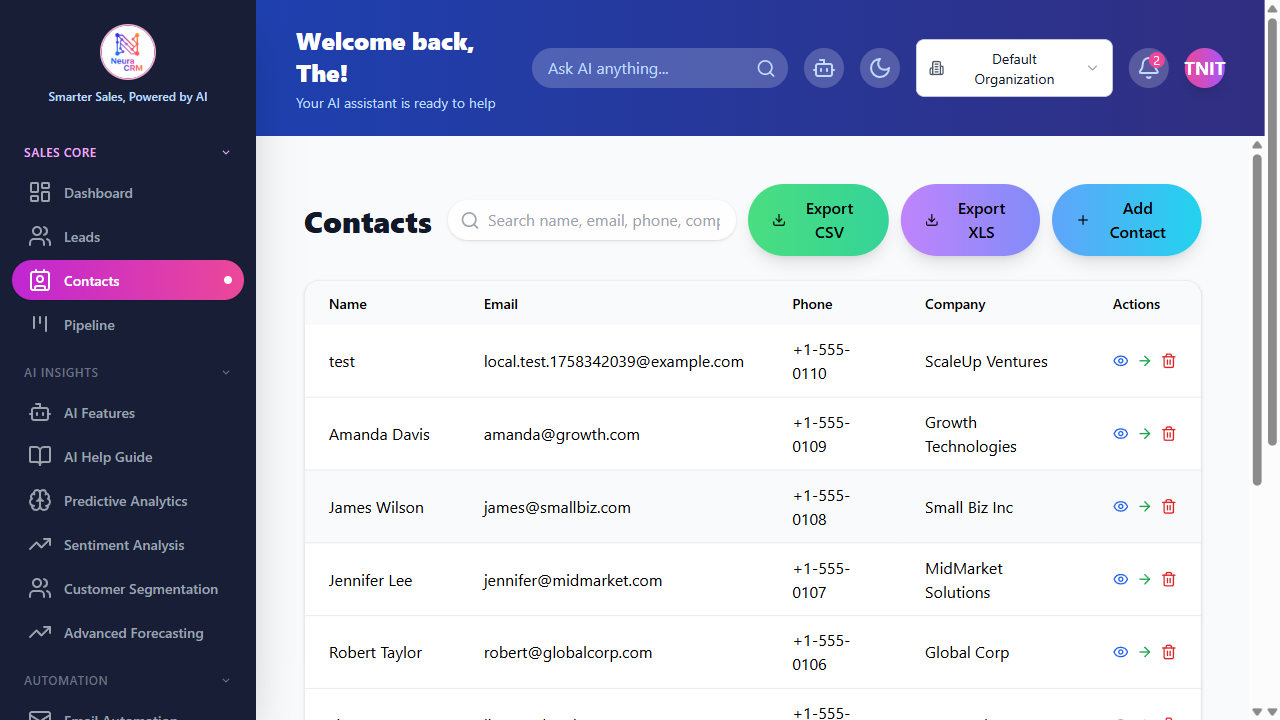 Neura
CRM
Smarter Sales, Powered by AI
SALES CORE
Dashboard
Leads
Contacts
Pipeline
AI INSIGHTS
AI Features
AI Help Guide
Predictive Analytics
Sentiment Analysis
Customer Segmentation
Advanced Forecasting
AUTOMATION
Email Automation
Welcome back,
The!
Your AI assistant is ready to help
Ask AI anything...
Default
Organization
2
TNIT
Contacts
Search name, email, phone, comp
Export
CSV
Export
XLS
Add
Contact
Name Email Phone Company Actions
test local.test.1758342039@example.com +1-555-
0110 ScaleUp Ventures
Amanda Davis amanda@growth.com +1-555-
0109 Growth
Technologies
James Wilson james@smallbiz.com +1-555-
0108 Small Biz Inc
Jennifer Lee jennifer@midmarket.com +1-555-
0107 MidMarket
Solutions
Robert Taylor robert@globalcorp.com +1-555-
0106 Global Corp
+1-555-